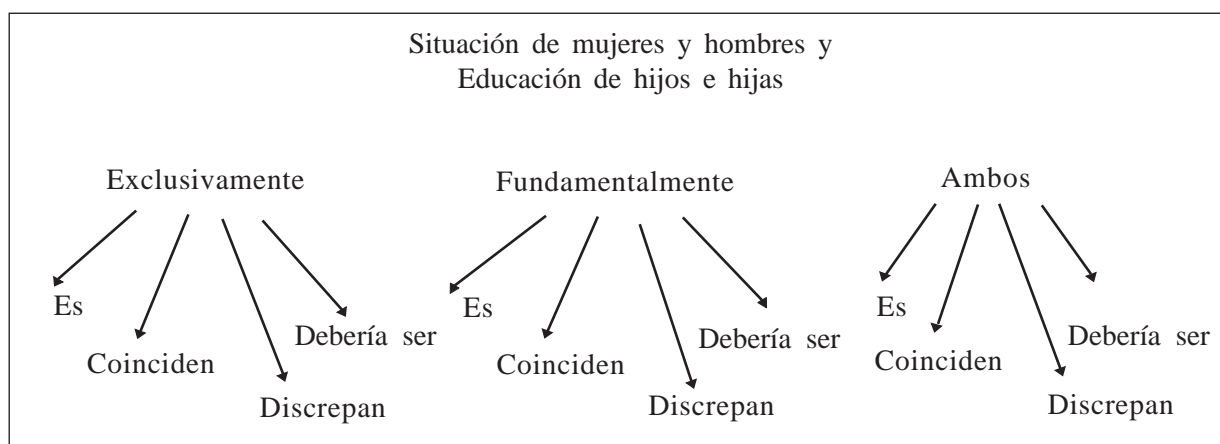 Situación de mujeres y hombres y
Educación de hijos e hijas
Exclusivamente
Fundamentalmente
Ambos
Es
Coinciden
Discrepan
Debería ser
Es
Coinciden
Discrepan
Debería ser
Es
Coinciden
Discrepan
Debería ser